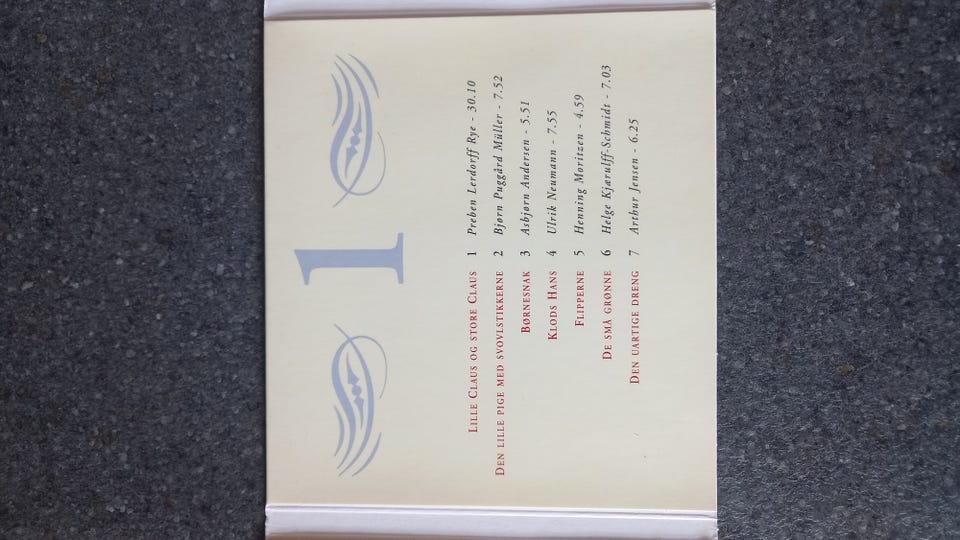 1
LILLE CLAUS OG STORE CLAUS 1 Preben Lerdorff Rye - 30.10
DEN LILLE PIGE MED SVOVLSTIKKERNE 2 Bjørn Puggård Müller - 7.52
BØRNESNAK 3 Asbjørn Andersen - 5.51
KLODS HANS 4 Ulrik Neumann - 7.55
FLIPPERNE 5 Henning Moritzen - 4.59
DE SMÅ GRØNNE 6 Helge Kjærulff-Schmidt - 7.03
DEN UARTIGE DRENG 7 Arthur Jensen - 6.25